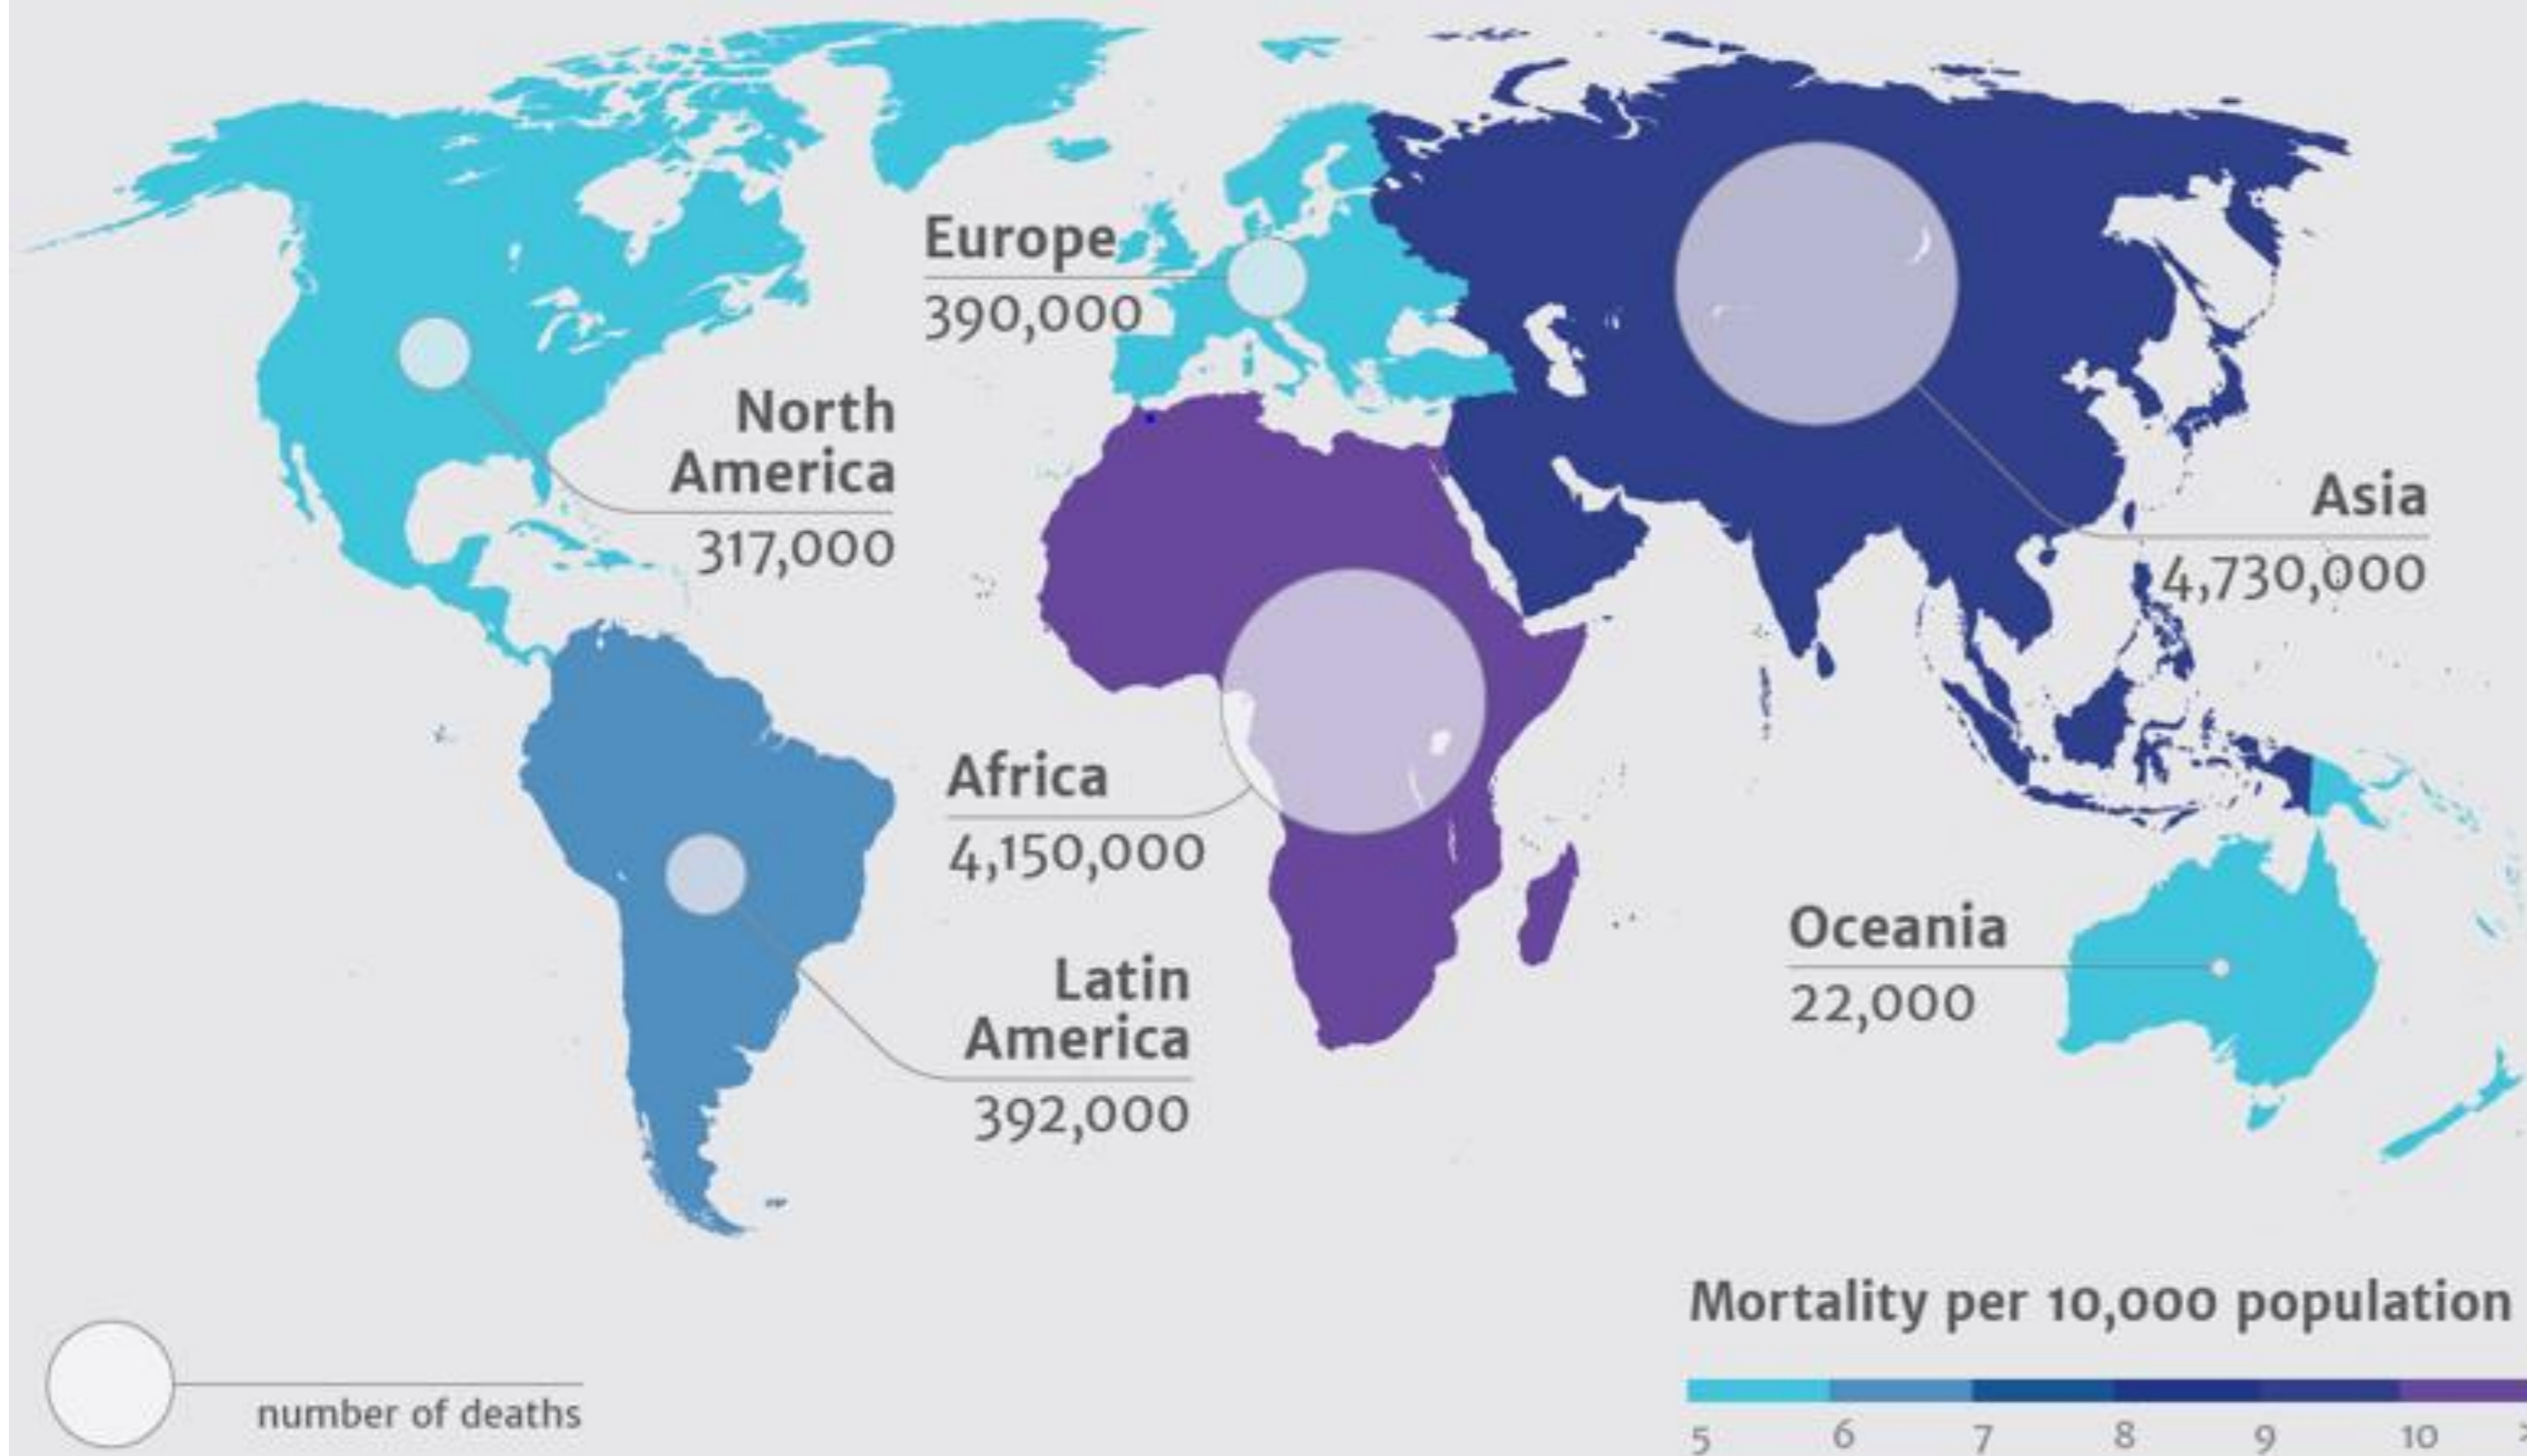 Europe
390,000
North
America
317,000
Asia
4,730,000
Africa
4,150,000
Oceania
22,000
Latin
America
392,000
Mortality per 10,000 population
5 6 7 8 9 10
number of deaths